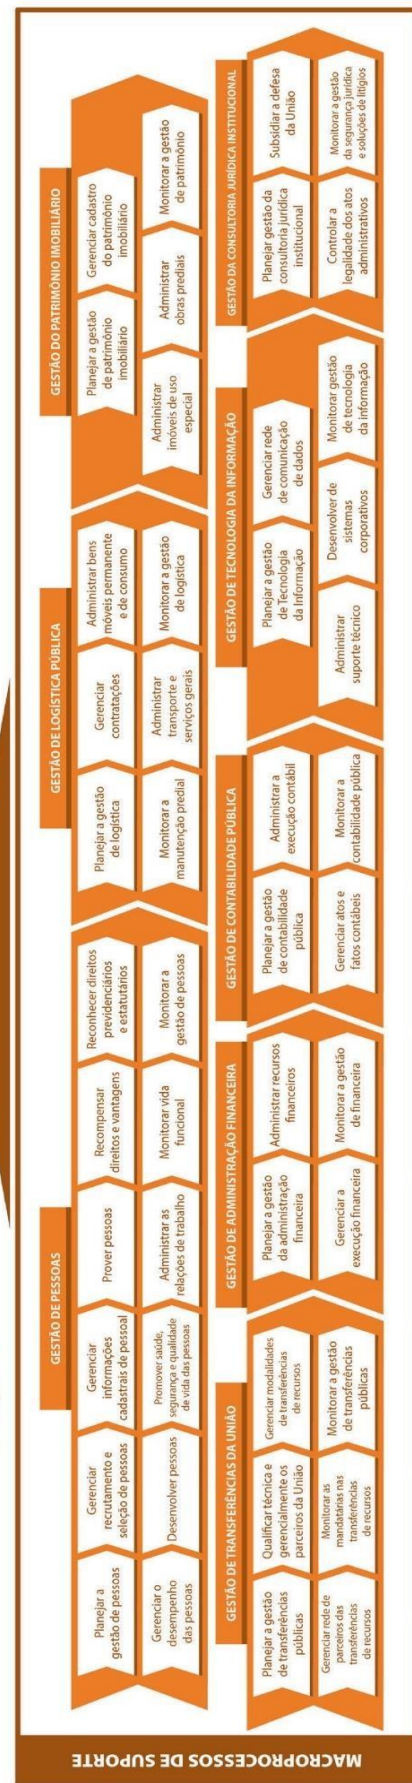 MACROPROCESSOS DE SUPORTE
GESTÃO DE PESSOAS
Planejar a
gestão de pessoas
Gerenciar
recrutamento e
seleção de pessoas
Gerenciar
informações
cadastrais de pessoal
Prover pessoas
Recompensar
direitos e vantagens
Reconhecer direitos
previdenciários
e estatutários
Gerenciar o
desempenho
das pessoas
Desenvolver pessoas
Promover saúde,
segurança e qualidade
de vida das pessoas
Administrar as
relações de trabalho
Monitorar vida
funcional
Monitorar a
gestão de pessoas
GESTÃO DE LOGÍSTICA PÚBLICA
Planejar a gestão
de logística
Gerenciar
contratações
Administrar bens
móveis permanente
e de consumo
Monitorar a
manutenção predial
Administrar
transporte e
serviços gerais
Monitorar a gestão
de logística
GESTÃO DO PATRIMÔNIO IMOBILIÁRIO
Planejar a gestão
de patrimônio
imobiliário
Gerenciar cadastro
do patrimônio
imobiliário
Administrar
imóveis de uso
especial
Administrar
obras prediais
Monitorar a gestão
de patrimônio
GESTÃO DE TRANSFERÊNCIAS DA UNIÃO
Planejar a gestão
de transferências
públicas
Qualificar técnica e
gerencialmente os
parceiros da União
Gerenciar modalidades
de transferências
de recursos
Gerenciar rede de
parceiros das
transferências
de recursos
Monitorar as
mandatárias nas
transferências
de recursos
Monitorar a gestão
de transferências
públicas
GESTÃO DE ADMINISTRAÇÃO FINANCEIRA
Planejar a gestão
da administração
financeira
Administrar recursos
financeiros
Gerenciar a
execução financeira
Monitorar a gestão
de financeira
GESTÃO DE CONTABILIDADE PÚBLICA
Planejar a gestão
de contabilidade
pública
Administrar a
execução contábil
Gerenciar atos e
fatos contábeis
Monitorar a
contabilidade pública
GESTÃO DE TECNOLOGIA DA INFORMAÇÃO
Planejar a gestão
de Tecnologia
da Informação
Gerenciar rede
de comunicação
de dados
Administrar
suporte técnico
Desenvolver de
sistemas
corporativos
Monitorar gestão
de tecnologia
da informação
GESTÃO DA CONSULTORIA JURÍDICA INSTITUCIONAL
Planejar gestão da
consultoria jurídica
institucional
Subsidiar a defesa
da União
Controlar a
legalidade dos atos
administrativos
Monitorar a gestão
da segurança jurídica
e soluções de litígios